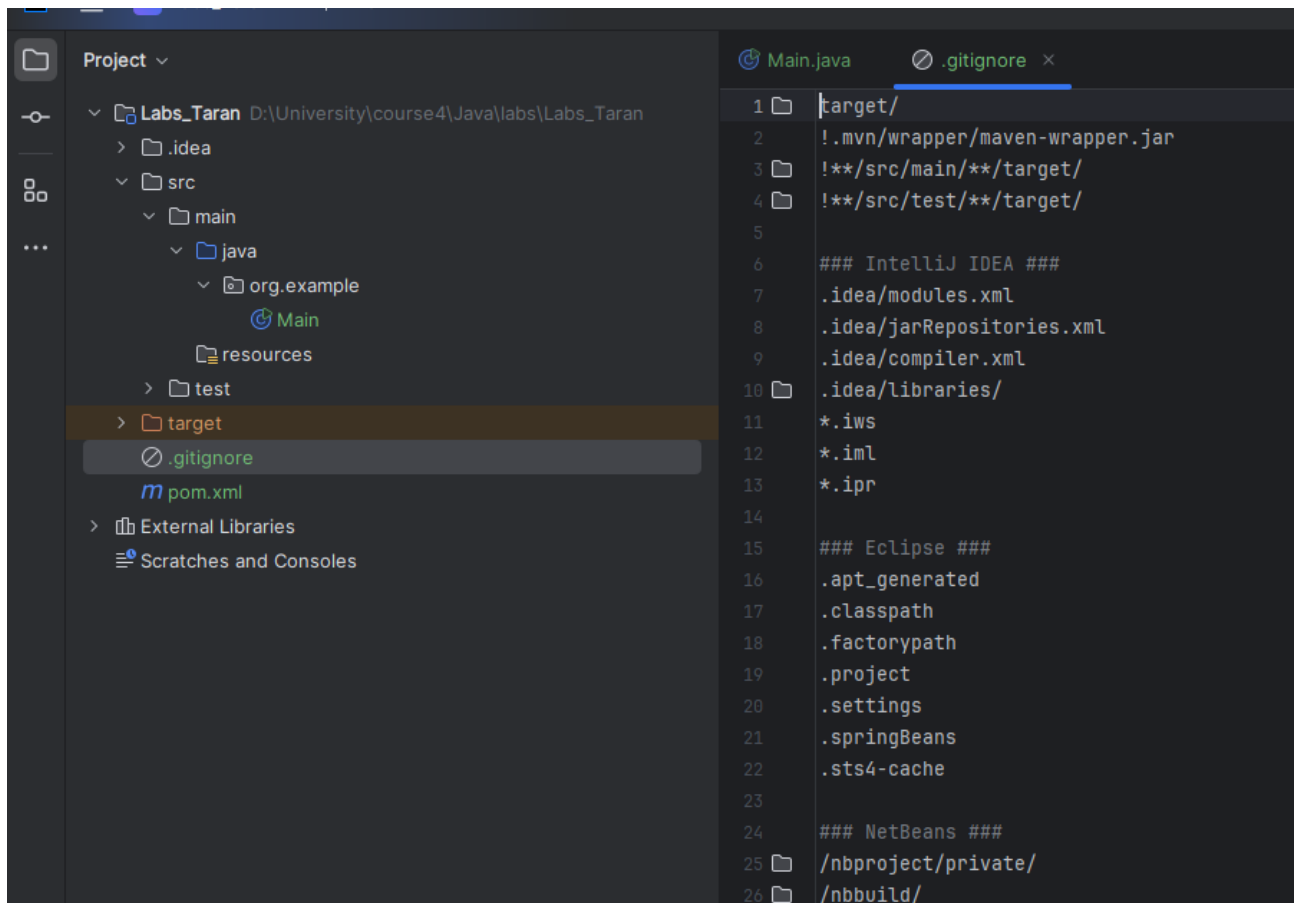 Project
Labs_Taran D:\University\course4\Java\labs\Labs_Taran
.idea
src
main
java
org.example
Main
resources
test
target
.gitignore
m pom.xml
External Libraries
Scratches and Consoles
Main.java .gitignore
1 target/
2 !.mvn/wrapper/maven-wrapper.jar
3 !**/src/main/**/target/
4 !**/src/test/**/target/
5
6 ### IntelliJ IDEA ###
7 .idea/modules.xml
8 .idea/jarRepositories.xml
9 .idea/compiler.xml
10 .idea/libraries/
11 *.iws
12 *.iml
13 *.ipr
14
15 ### Eclipse ###
16 .apt_generated
17 .classpath
18 .factorypath
19 .project
20 .settings
21 .springBeans
22 .sts4-cache
23
24 ### NetBeans ###
25 /nbproject/private/
26 /nbbuild/